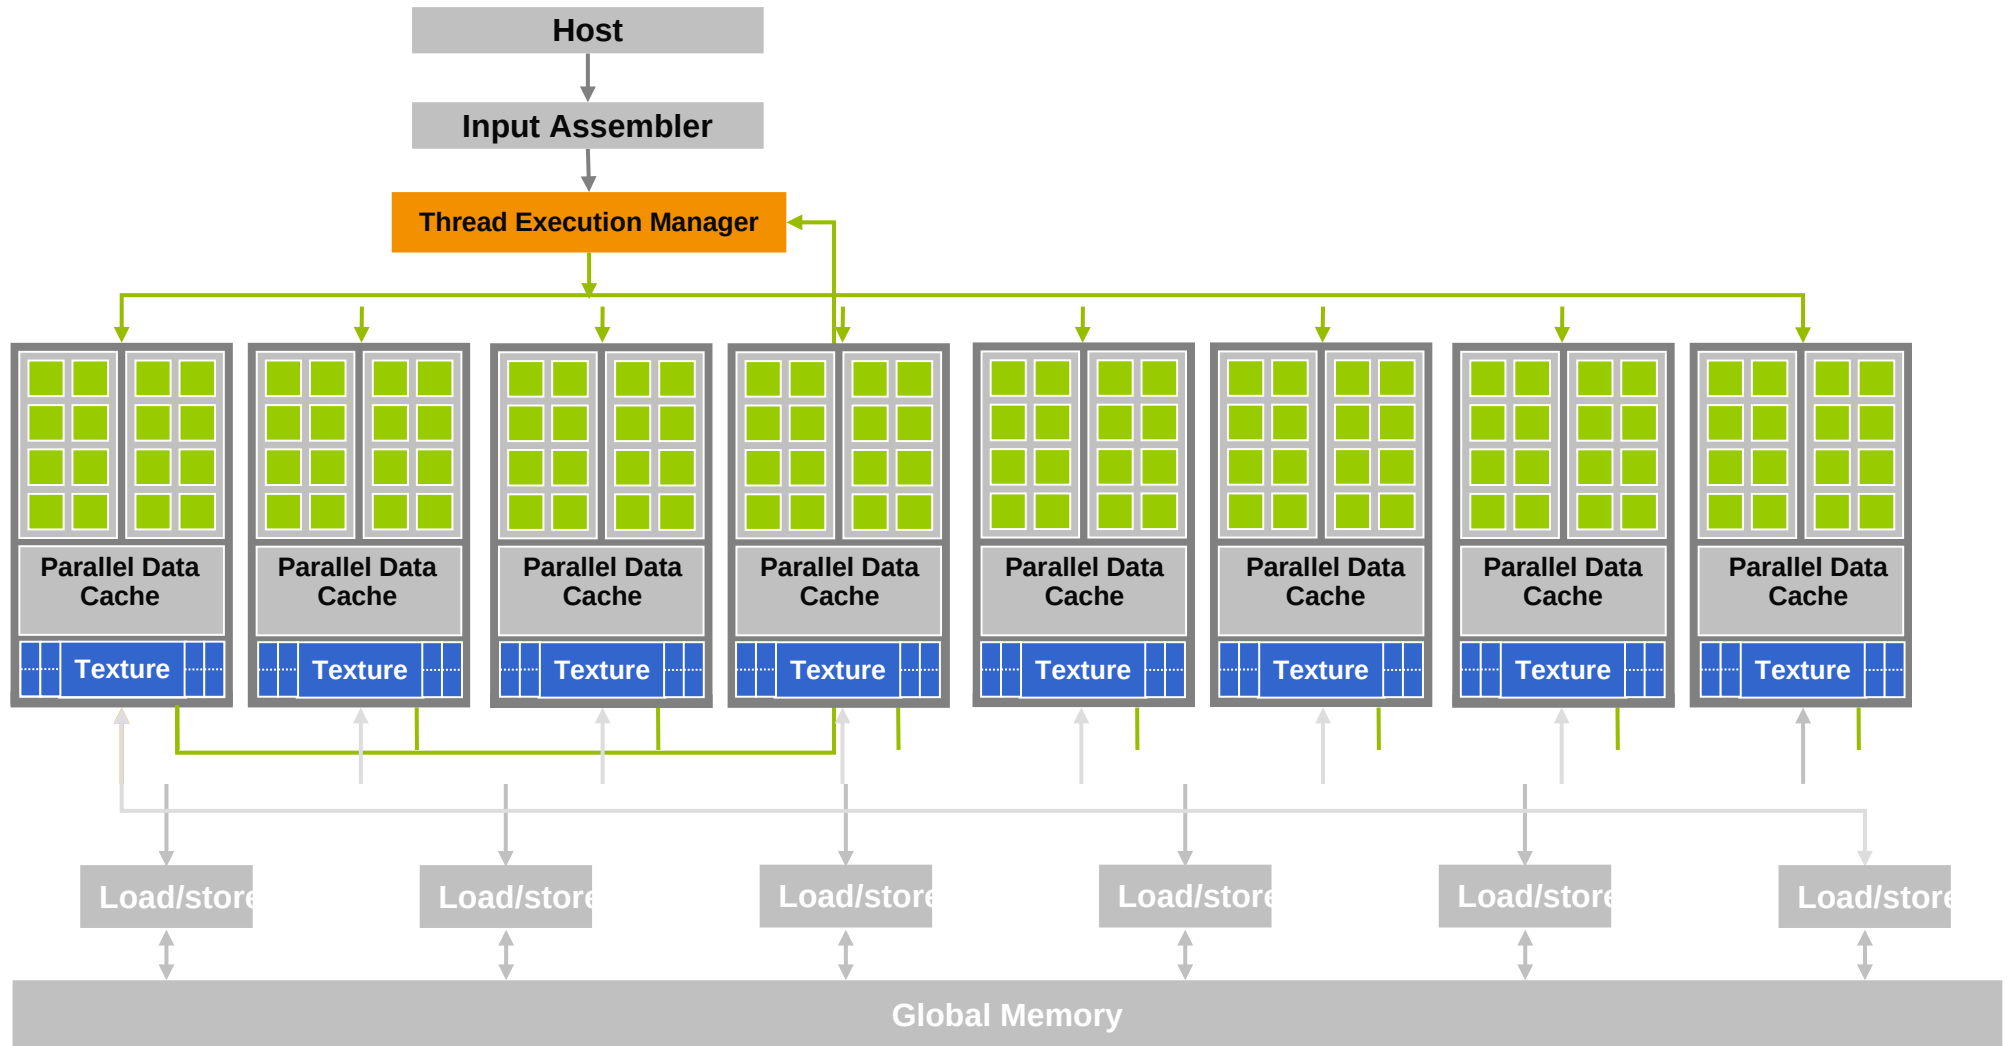 Host
Input Assembler
Thread Execution Manager
Parallel Data
Cache
Parallel Data
Cache
Parallel Data
Cache
Parallel Data
Cache
Parallel Data
Cache
Parallel Data
Cache
Parallel Data
Cache
Parallel Data
Cache
Texture
Texture
Texture
Texture
Texture
Texture
Texture
Texture
Load/store
Load/store
Load/store
Load/store
Load/store
Load/store
Global Memory